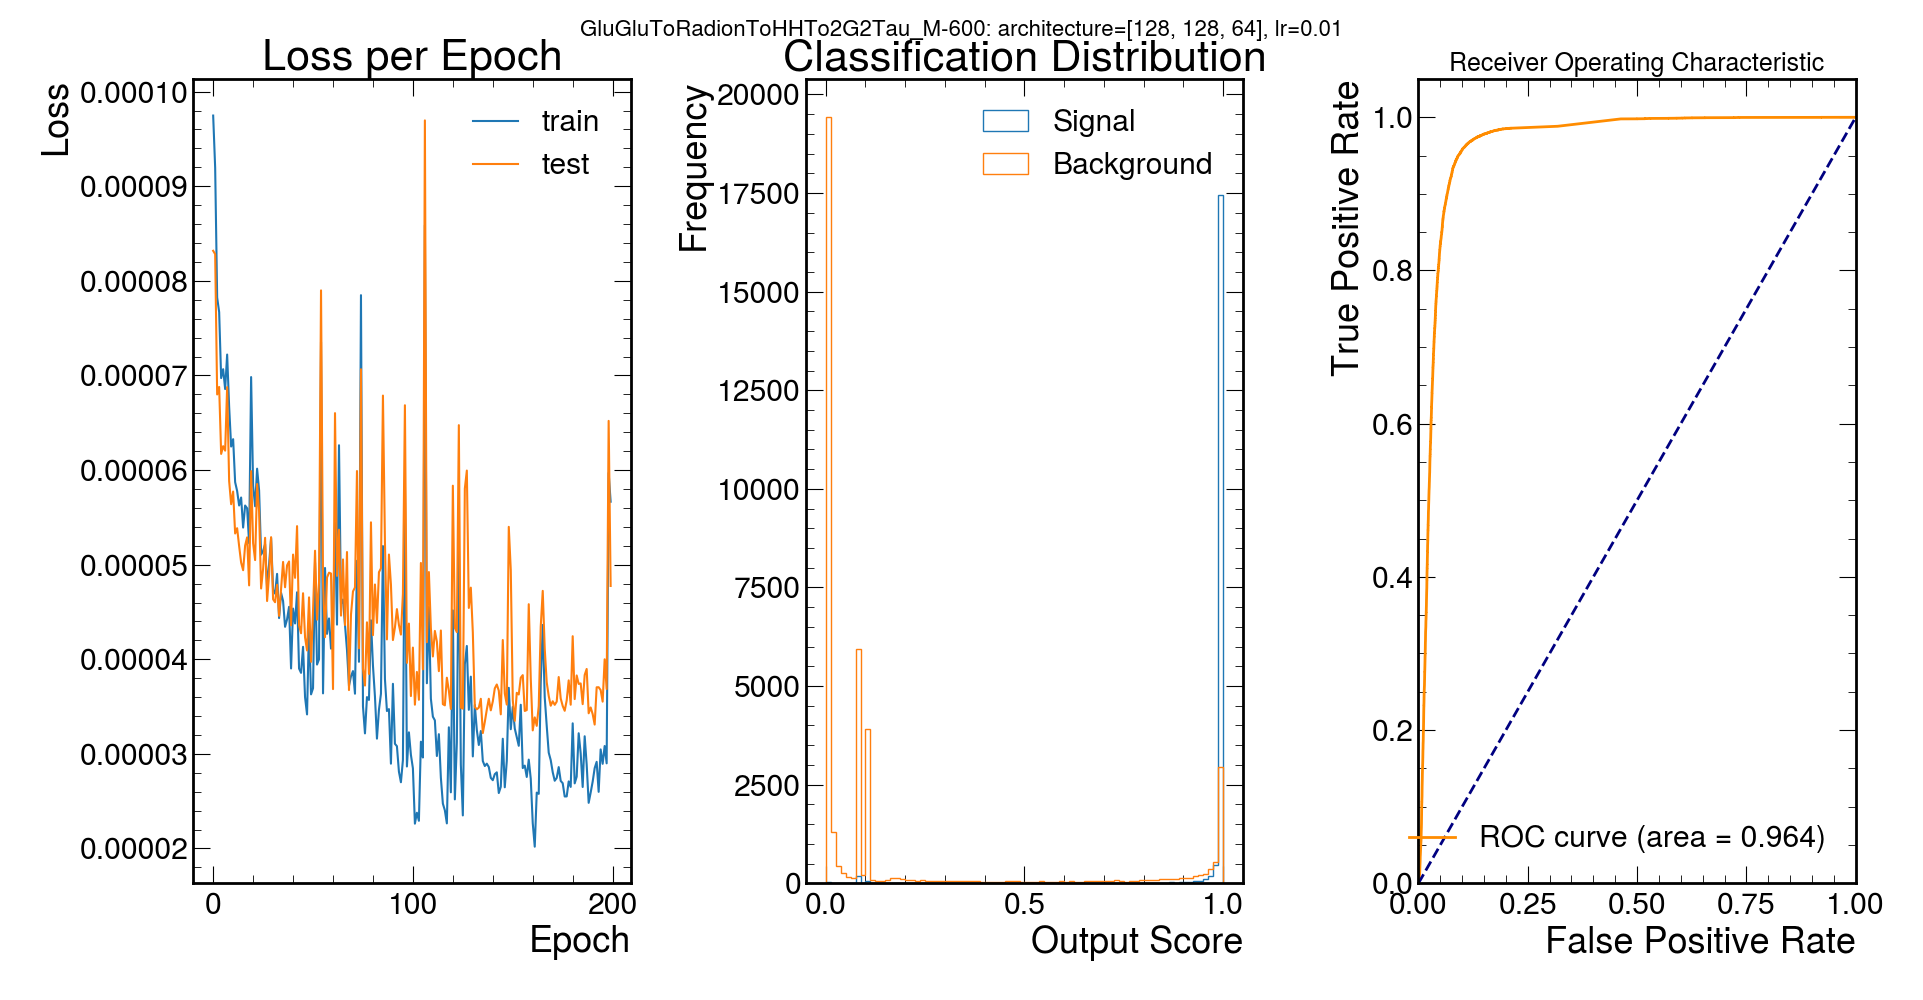 GluGluToRadionToHHTo2G2Tau_M-600: architecture=[128, 128, 64], lr=0.01
Loss per Epoch
Loss
0.00010
0.00009
0.00008
0.00007
0.00006
0.00005
0.00004
0.00003
0.00002
train
test
0
100
200
Epoch
Classification Distribution
Frequency
20000
17500
15000
12500
10000
7500
5000
2500
0
Signal
Background
0.0
0.5
1.0
Output Score
Receiver Operating Characteristic
True Positive Rate
1.0
0.8
0.6
0.4
0.2
0.0
ROC curve (area = 0.964)
0.00
0.25
0.50
0.75
1.00
False Positive Rate